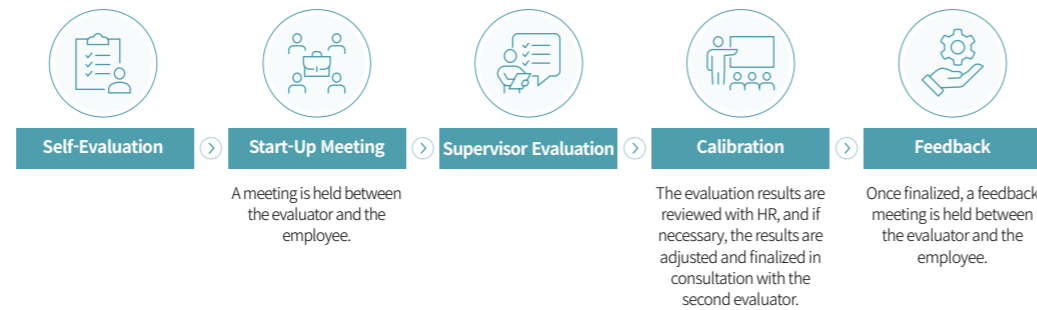 Self-Evaluation
Start-Up Meeting
Supervisor Evaluation
Calibration
Feedback
A meeting is held between
the evaluator and the
employee.
The evaluation results are
reviewed with HR, and if
necessary, the results are
adjusted and finalized in
consultation with the
second evaluator.
Once finalized, a feedback
meeting is held between
the evaluator and the
employee.